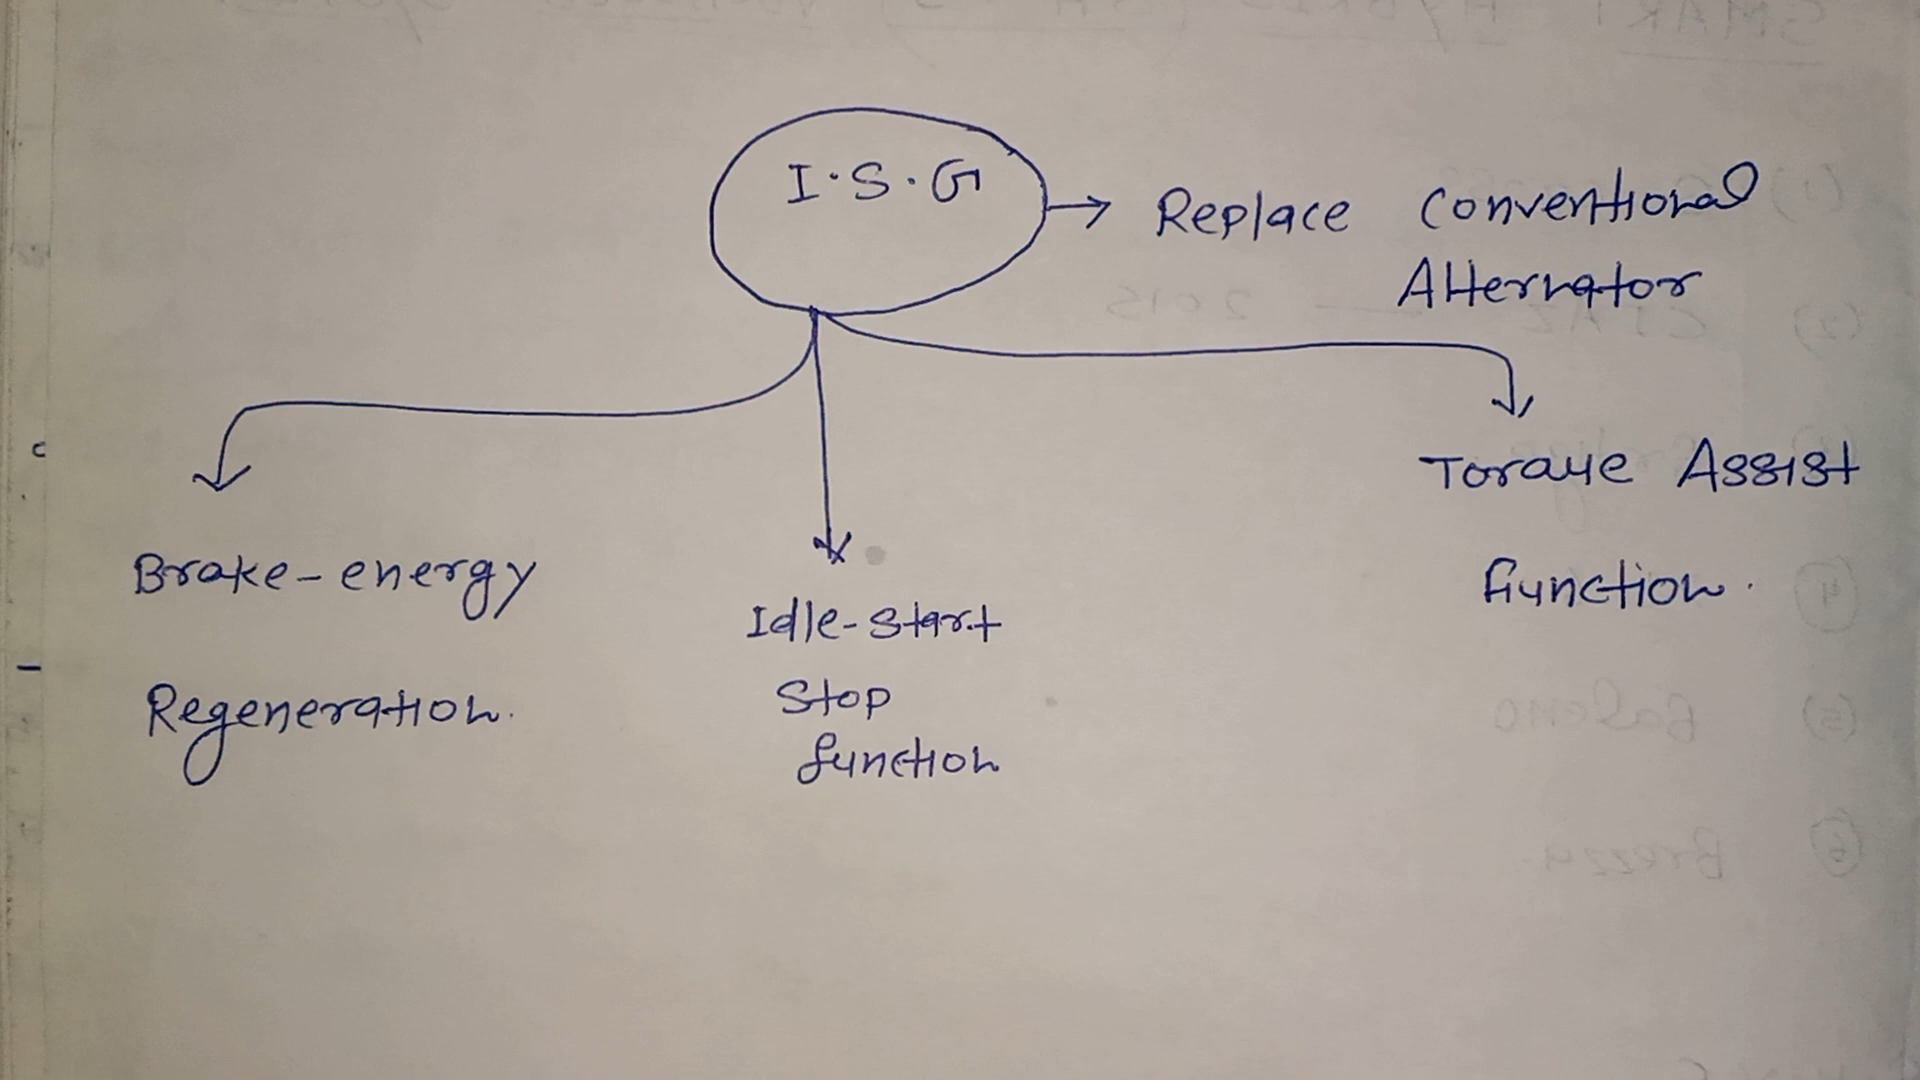 I.S.G
→ Replace Conventional
Alternator
Torque Assist
function.
Brake-energy
Regeneration.
Idle-Start
Stop
function